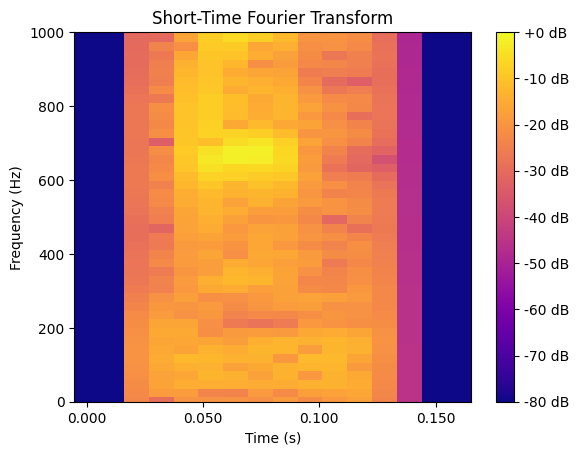 Short-Time Fourier Transform
Frequency (Hz)
1000
800
600
400
200
0
0.000
0.050
0.100
0.150
Time (s)
+0 dB
-10 dB
-20 dB
-30 dB
-40 dB
-50 dB
-60 dB
-70 dB
-80 dB